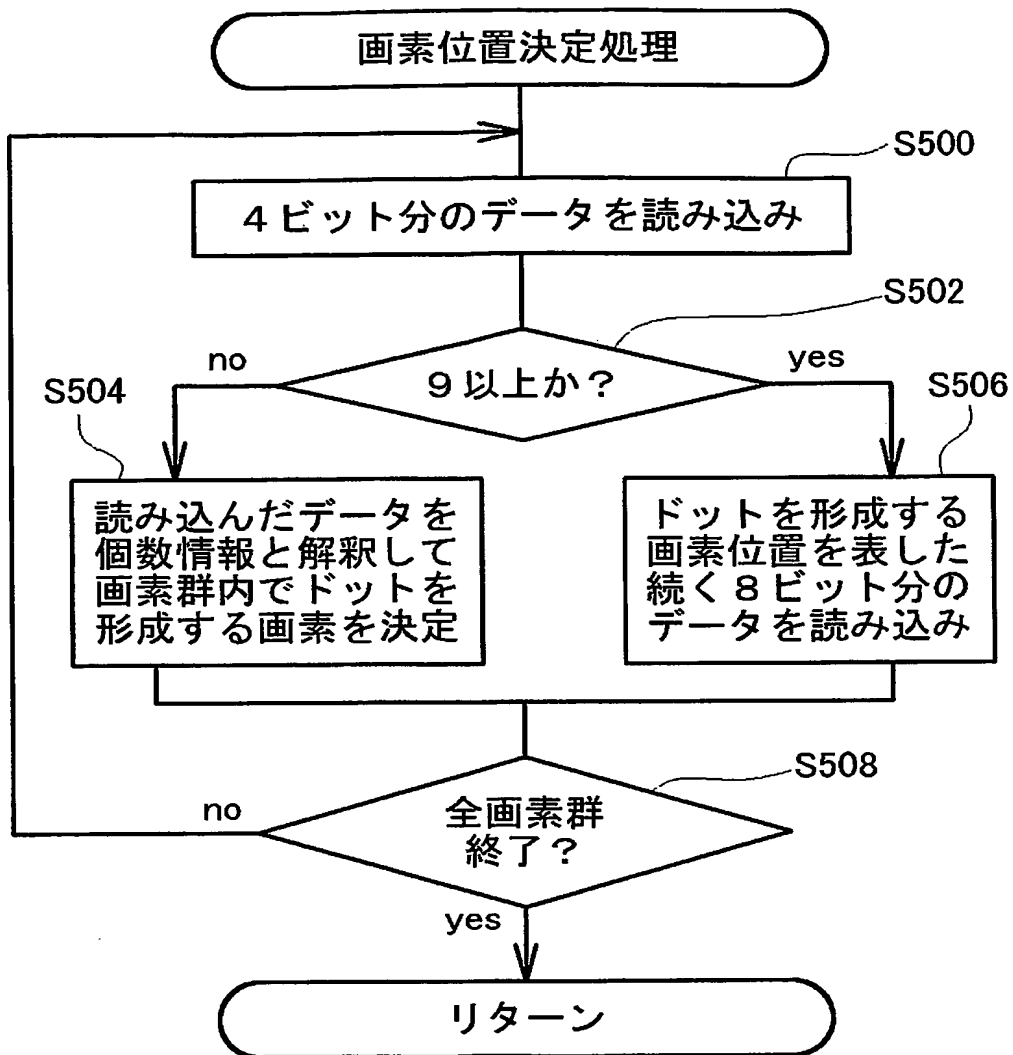 画素位置決定処理
S500
4ビット分のデータを読み込み
S502
9以上か?
no
yes
S504
S506
読み込んだデータを
個数情報と解釈して
画素群内でドットを
形成する画素を決定
ドットを形成する
画素位置を表した
続く8ビット分の
データを読み込み
S508
全画素群
終了?
no
yes
リターン